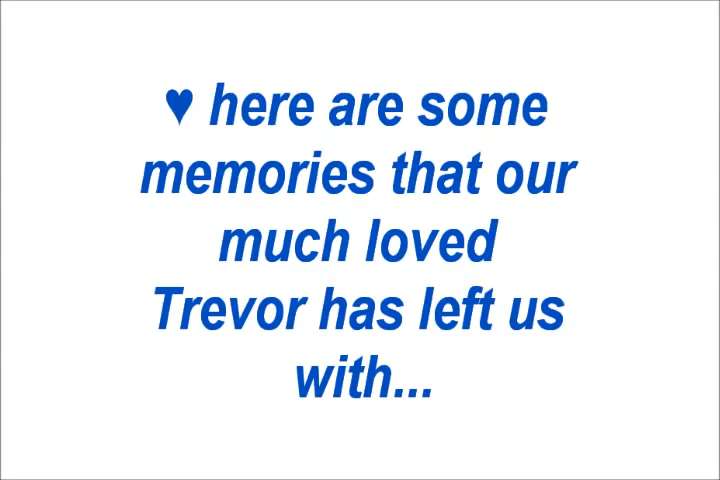 ♥ here are some
memories that our
much loved
Trevor has left us
with...